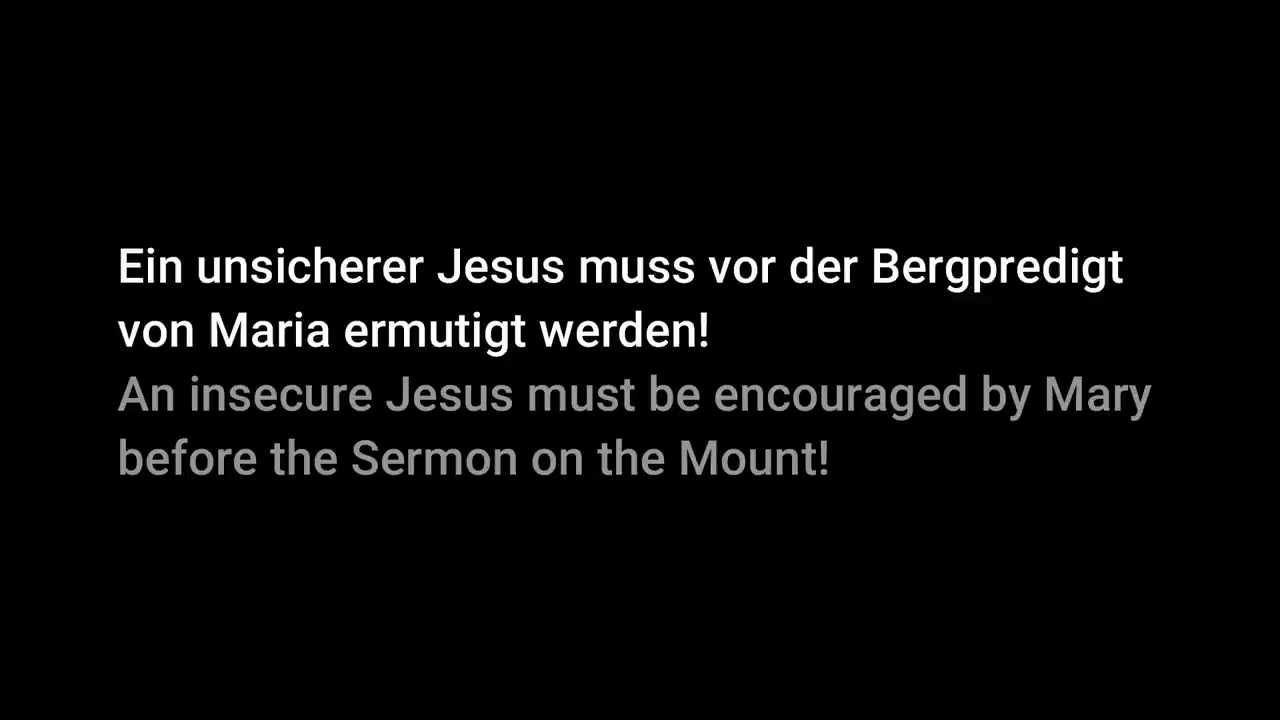 Ein unsicherer Jesus muss vor der Bergpredigt
von Maria ermutigt werden!
An insecure Jesus must be encouraged by Mary
before the Sermon on the Mount!